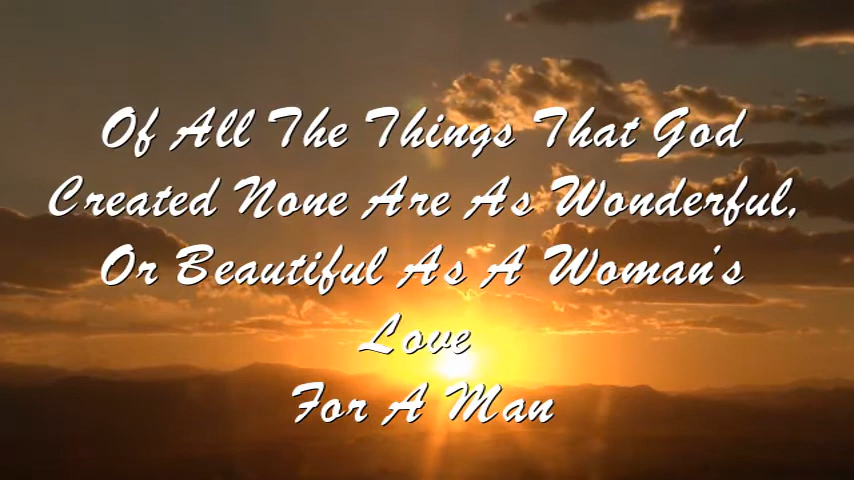 Of All The Things That God
Created None Are As Wonderful,
Or Beautiful As A Woman's
Love
For A Man